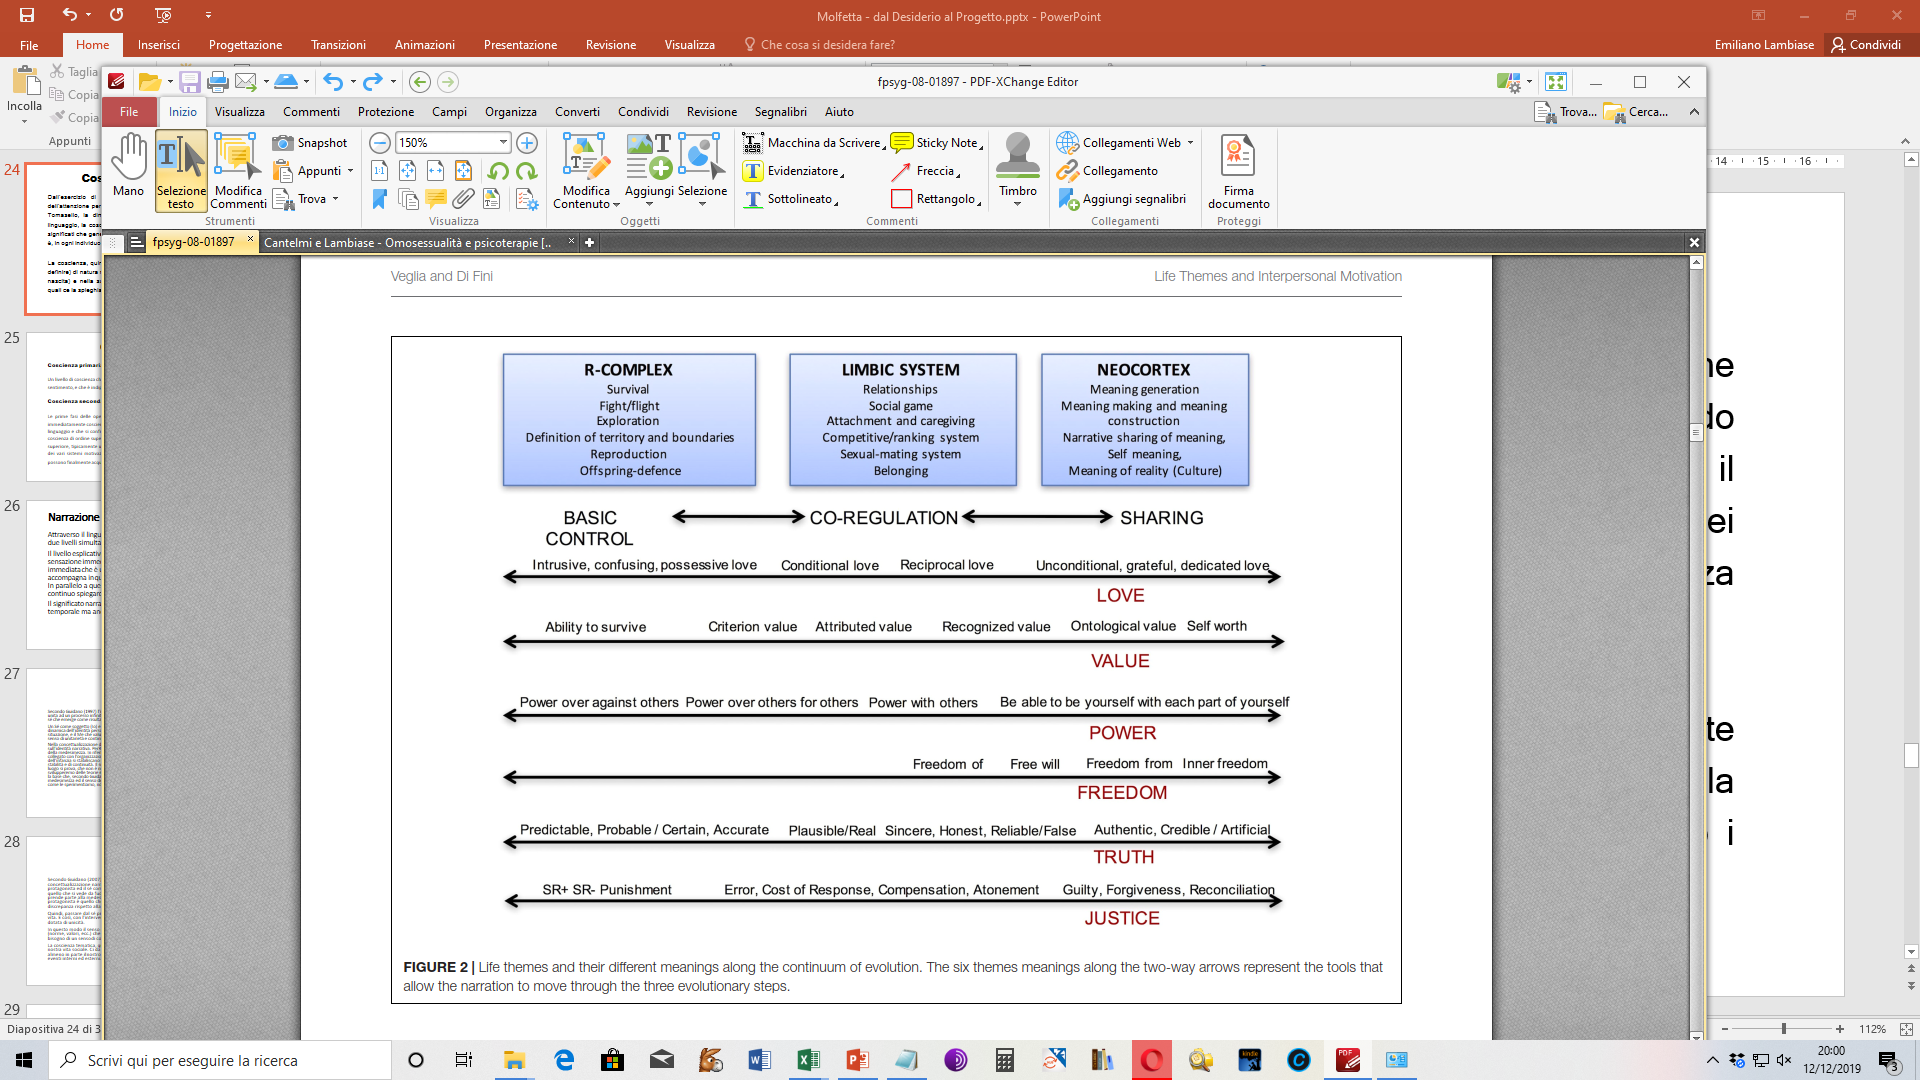 Molfetta - dal Desiderio al Progetto.pptx - PowerPoint
File Home Inserisci Progettazione Transizioni Animazioni Presentazione Revisione Visualizza Che cosa si desidera fare? Emiliano Lambiase Condividi
Incolla
Taglia
Copia
Copia
Appunti
fpsyg-08-01897 - PDF-XChange Editor
File Inizio Visualizza Commenti Protezione Campi Organizza Converti Condividi Revisione Segnalibri Aiuto Trova... Cerca...
Mano
Selezione testo
Modifica Commenti
Snapshot
Appunti
Trova
Strumenti
150%
Visualizza
Modifica Contenuto
Aggiungi
Selezione
Oggetti
Macchina da Scrivere
Evidenziatore
Sottolineato
Sticky Note
Freccia
Rettangolo
Timbro
Commenti
Collegamenti Web
Collegamento
Aggiungi segnalibri
Collegamenti
Firma documento
Proteggi
fpsyg-08-01897
Cantelmi e Lambiase - Omosessualità e psicoterapie [..
Veglia and Di Fini
Life Themes and Interpersonal Motivation
R-COMPLEX
Survival
Fight/flight
Exploration
Definition of territory and boundaries
Reproduction
Offspring-defence
LIMBIC SYSTEM
Relationships
Social game
Attachment and caregiving
Competitive/ranking system
Sexual-mating system
Belonging
NEOCORTEX
Meaning generation
Meaning making and meaning
construction
Narrative sharing of meaning,
Self meaning,
Meaning of reality (Culture)
BASIC
CONTROL
CO-REGULATION
SHARING
Intrusive, confusing, possessive love Conditional love Reciprocal love Unconditional, grateful, dedicated love
LOVE
Ability to survive Criterion value Attributed value Recognized value Ontological value Self worth
VALUE
Power over against others Power over others for others Power with others Be able to be yourself with each part of yourself
POWER
Freedom of Free will Freedom from Inner freedom
FREEDOM
Predictable, Probable / Certain, Accurate Plausible/Real Sincere, Honest, Reliable/False Authentic, Credible / Artificial
TRUTH
SR+ SR- Punishment Error, Cost of Response, Compensation, Atonement Guilty, Forgiveness, Reconciliation
JUSTICE
FIGURE 2 | Life themes and their different meanings along the continuum of evolution. The six themes meanings along the two-way arrows represent the tools that
allow the narration to move through the three evolutionary steps.
24
25
26
Narrazione
27
28
29
14 15 16
ne
do
il
ei
za
te
la
i
Diapositiva 24 di 3
112%
Scrivi qui per eseguire la ricerca
20:00
12/12/2019
3